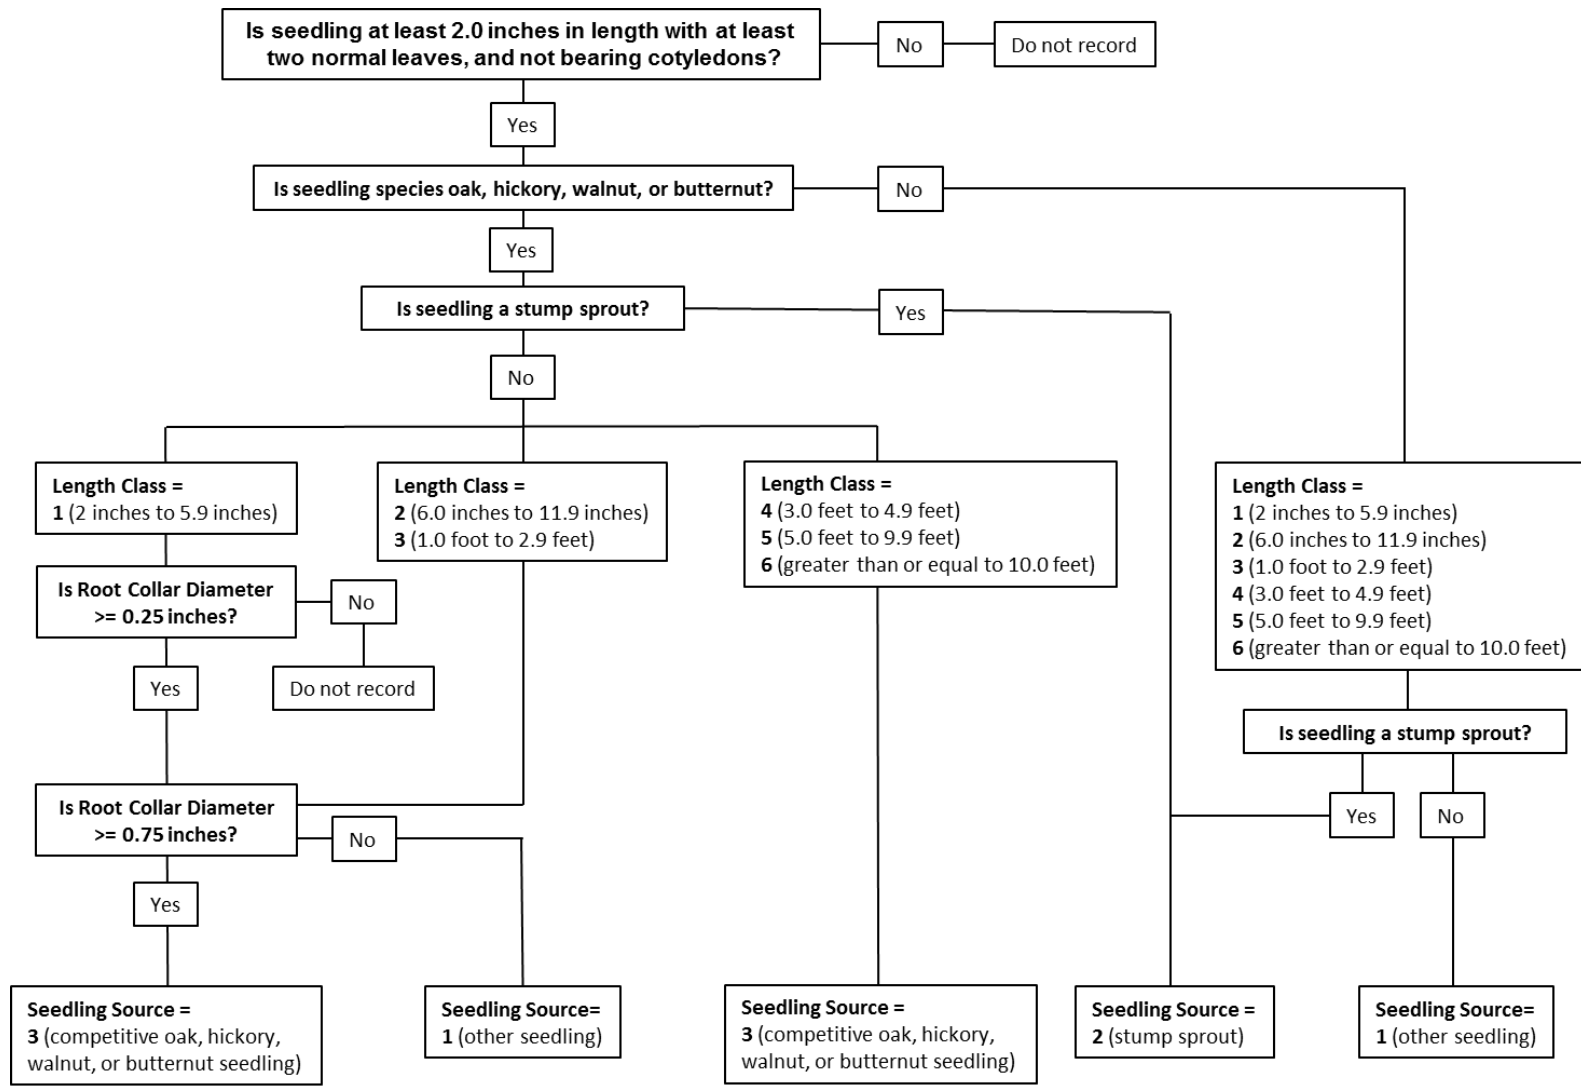 Is seedling at least 2.0 inches in length with at least
two normal leaves, and not bearing cotyledons?
No
Do not record
Yes
Is seedling species oak, hickory, walnut, or butternut?
No
Yes
Is seedling a stump sprout?
Yes
No
Length Class =
1 (2 inches to 5.9 inches)
Length Class =
2 (6.0 inches to 11.9 inches)
3 (1.0 foot to 2.9 feet)
Length Class =
4 (3.0 feet to 4.9 feet)
5 (5.0 feet to 9.9 feet)
6 (greater than or equal to 10.0 feet)
Length Class =
1 (2 inches to 5.9 inches)
2 (6.0 inches to 11.9 inches)
3 (1.0 foot to 2.9 feet)
4 (3.0 feet to 4.9 feet)
5 (5.0 feet to 9.9 feet)
6 (greater than or equal to 10.0 feet)
Is Root Collar Diameter
>= 0.25 inches?
No
Do not record
Yes
Is seedling a stump sprout?
Yes
No
Is Root Collar Diameter
>= 0.75 inches?
No
Yes
Seedling Source =
3 (competitive oak, hickory,
walnut, or butternut seedling)
Seedling Source=
1 (other seedling)
Seedling Source =
3 (competitive oak, hickory,
walnut, or butternut seedling)
Seedling Source =
2 (stump sprout)
Seedling Source=
1 (other seedling)